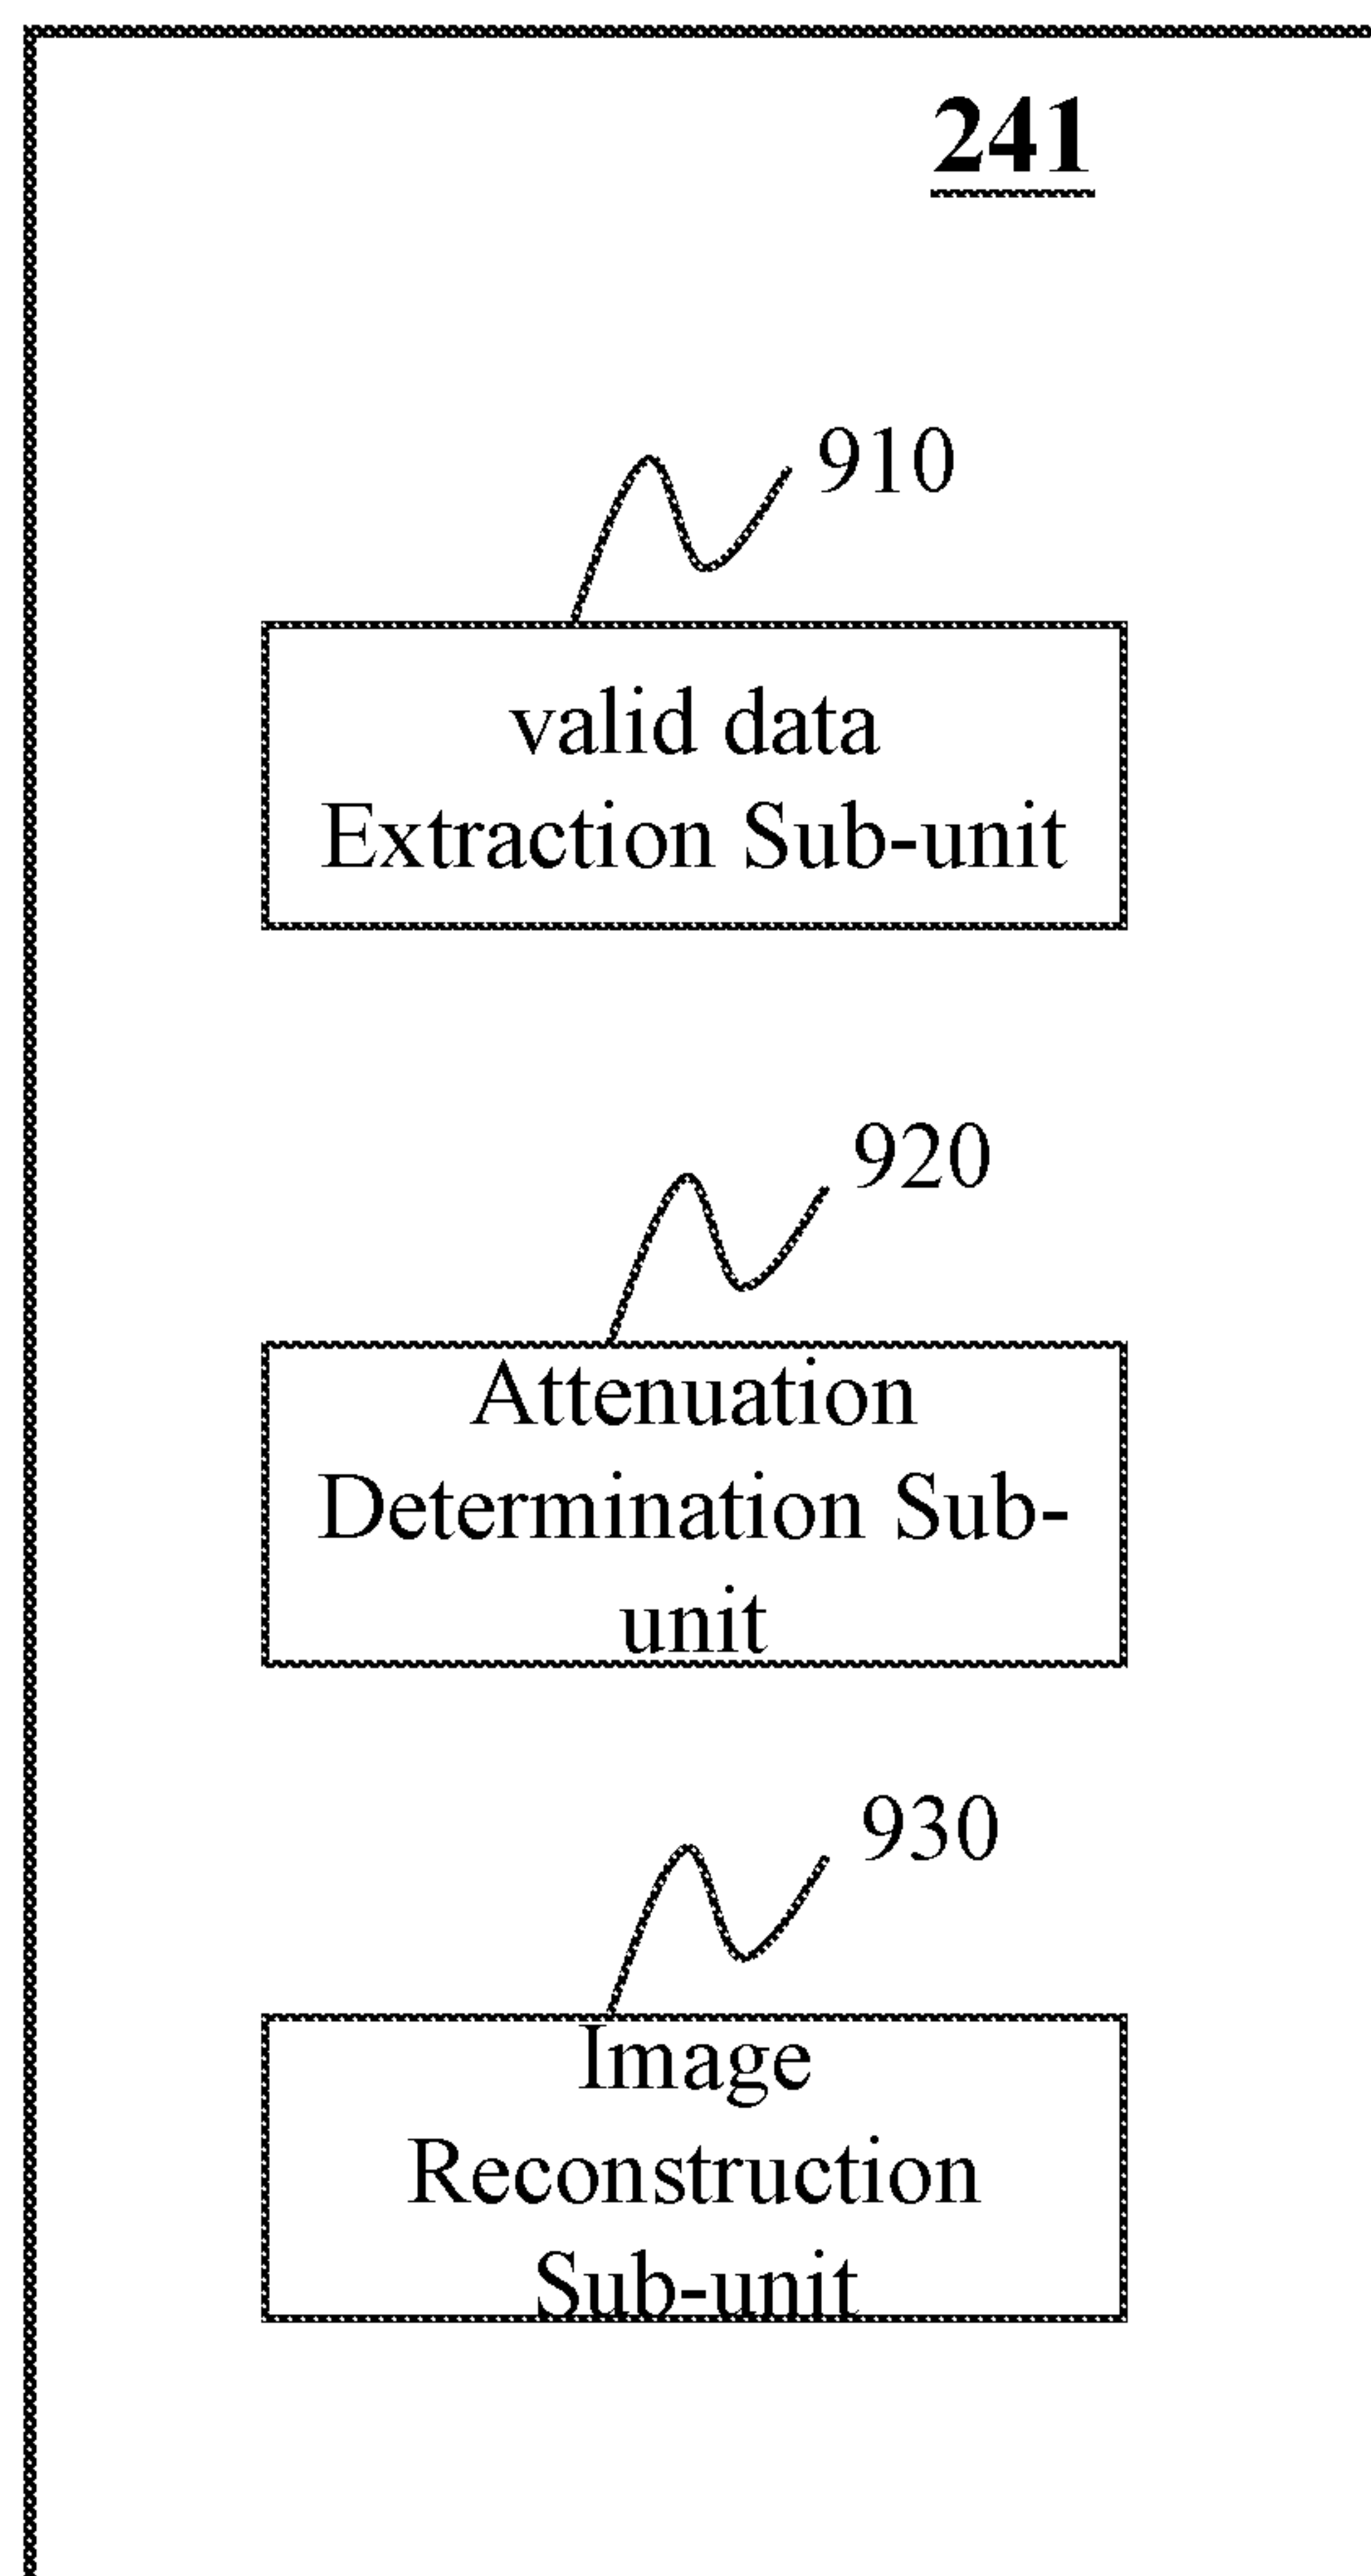 241
910
valid data
Extraction Sub-unit
920
Attenuation
Determination Sub-
unit
930
Image
Reconstruction
Sub-unit